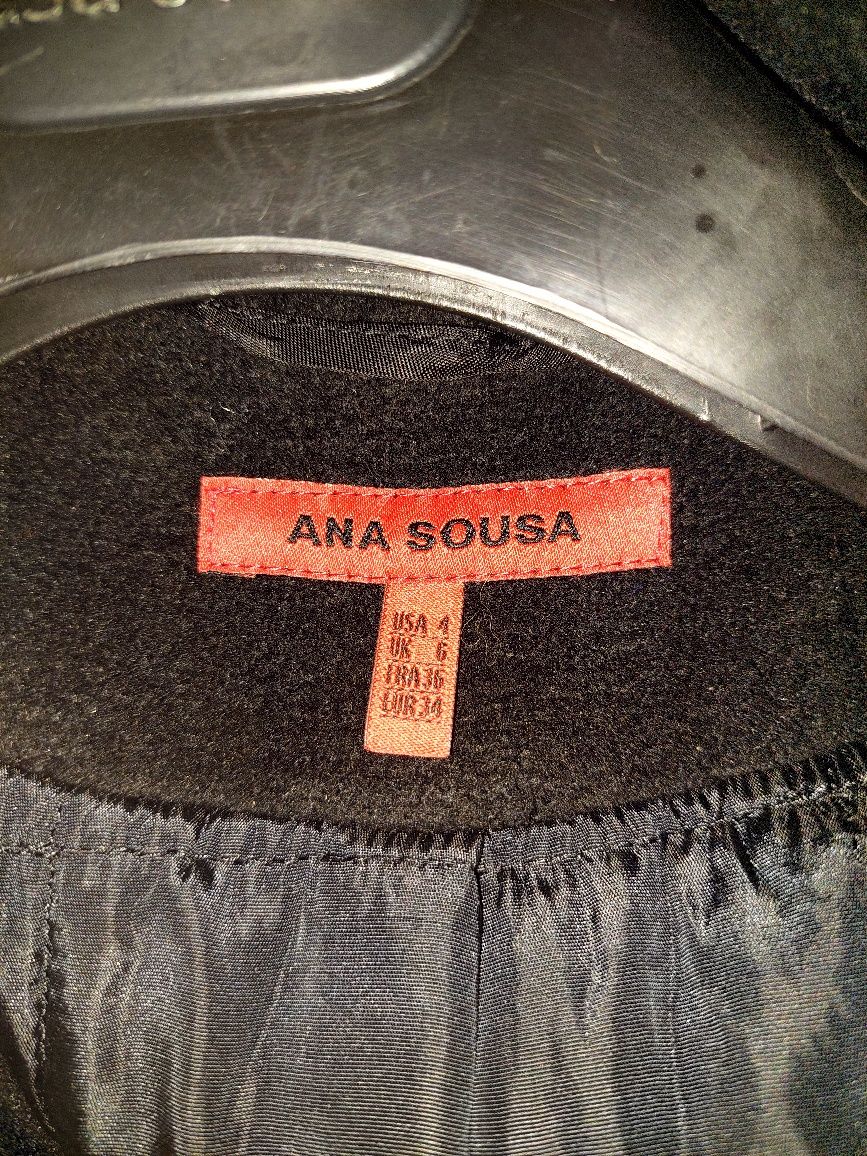 ANA SOUSA
USA 4
UK 6
FRA 36
EUR 34